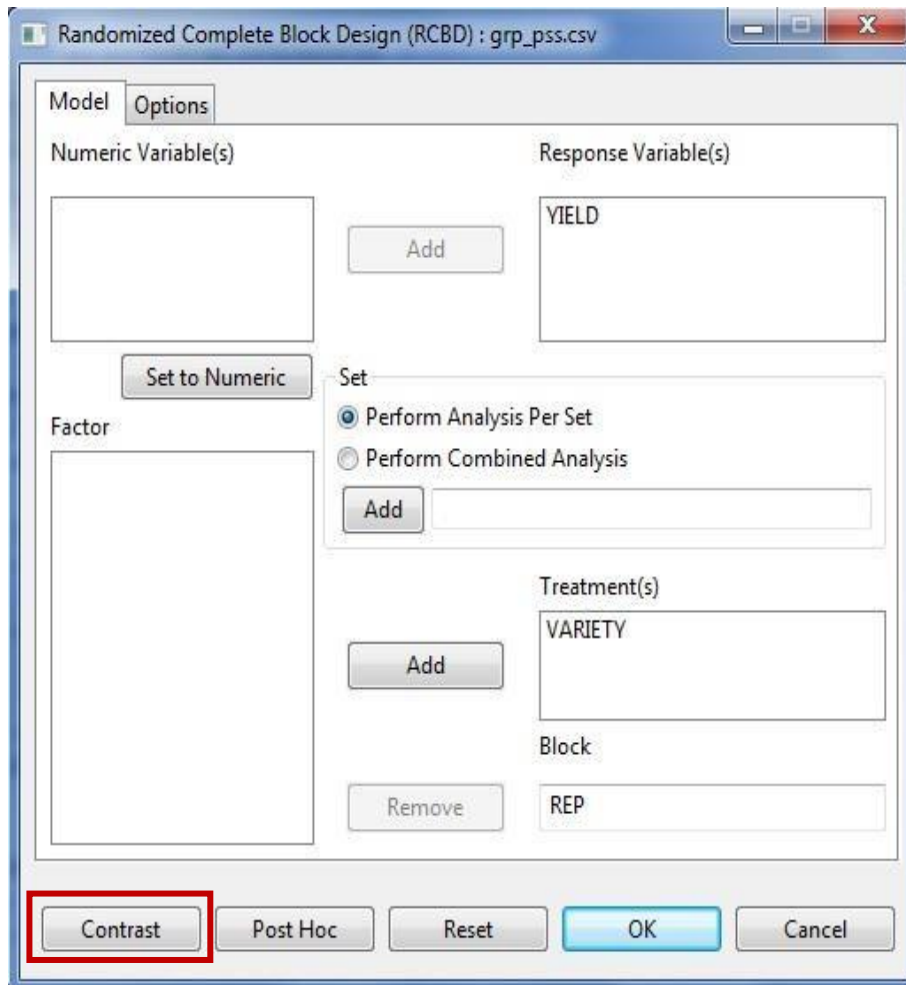 Randomized Complete Block Design (RCBD) : grp_pss.csv
Model Options
Numeric Variable(s) Response Variable(s)
YIELD
Add
Set to Numeric
Set
Perform Analysis Per Set
Factor
Perform Combined Analysis
Add
Treatment(s)
VARIETY
Add
Block
Remove REP
Contrast Post Hoc Reset OK Cancel